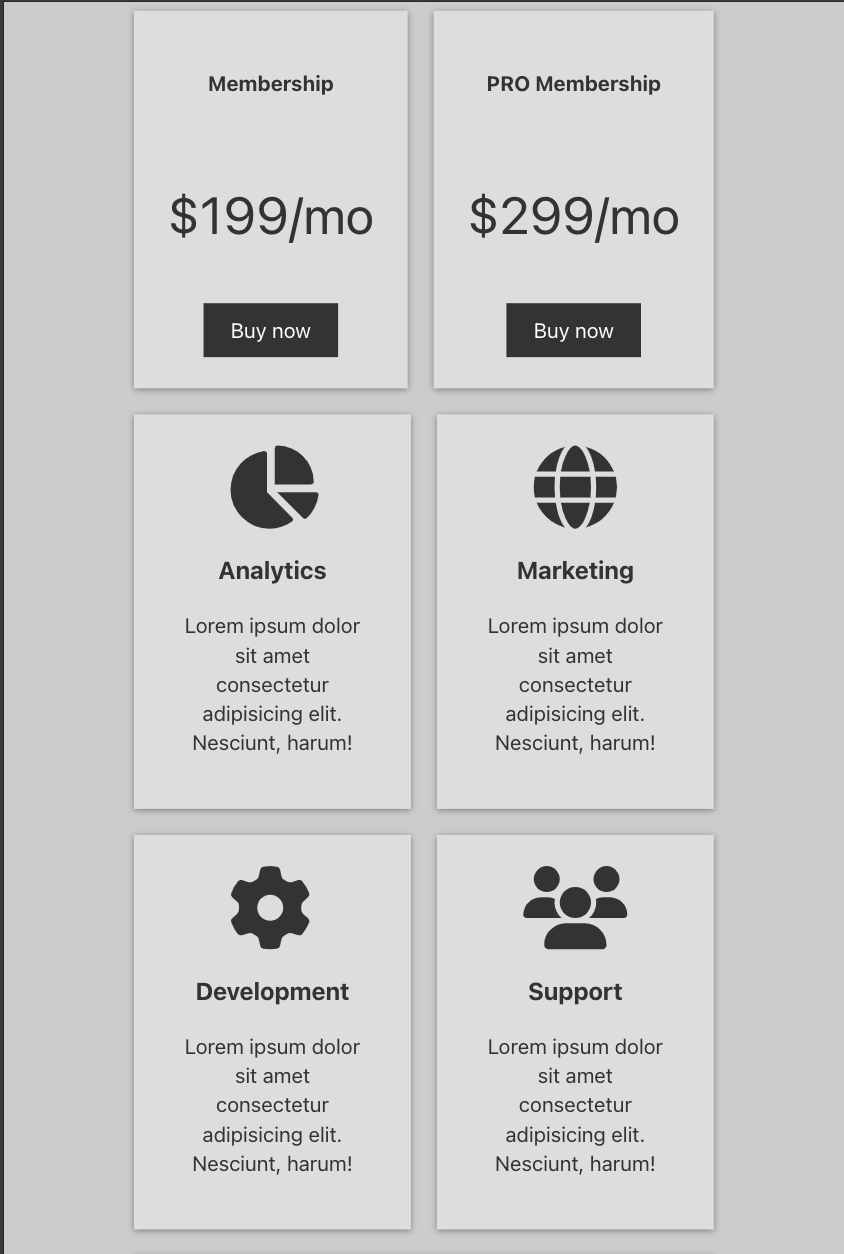 Membership
PRO Membership
$199/mo
$299/mo
Buy now
Buy now
Analytics
Marketing
Lorem ipsum dolor
sit amet
consectetur
adipisicing elit.
Nesciunt, harum!
Lorem ipsum dolor
sit amet
consectetur
adipisicing elit.
Nesciunt, harum!
Development
Support
Lorem ipsum dolor
sit amet
consectetur
adipisicing elit.
Nesciunt, harum!
Lorem ipsum dolor
sit amet
consectetur
adipisicing elit.
Nesciunt, harum!